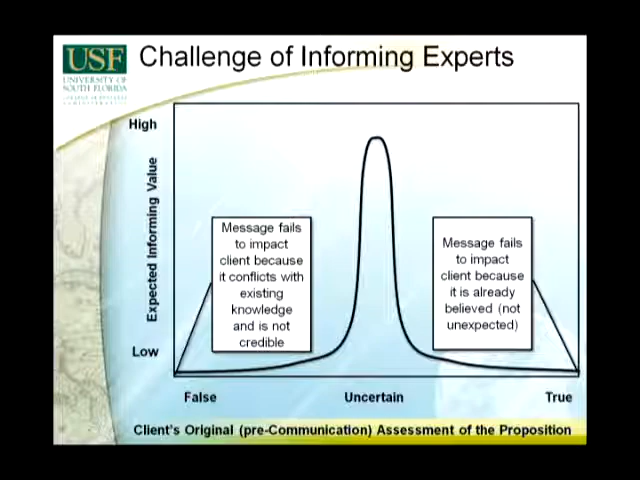 USF
UNIVERSITY OF
SOUTH FLORIDA
Challenge of Informing Experts
High
Expected Informing Value
Low
Message fails
to impact
client because
it conflicts with
existing
knowledge
and is not
credible
Message fails
to impact
client because
it is already
believed (not
unexpected)
False
Uncertain
True
Client's Original (pre-Communication) Assessment of the Proposition